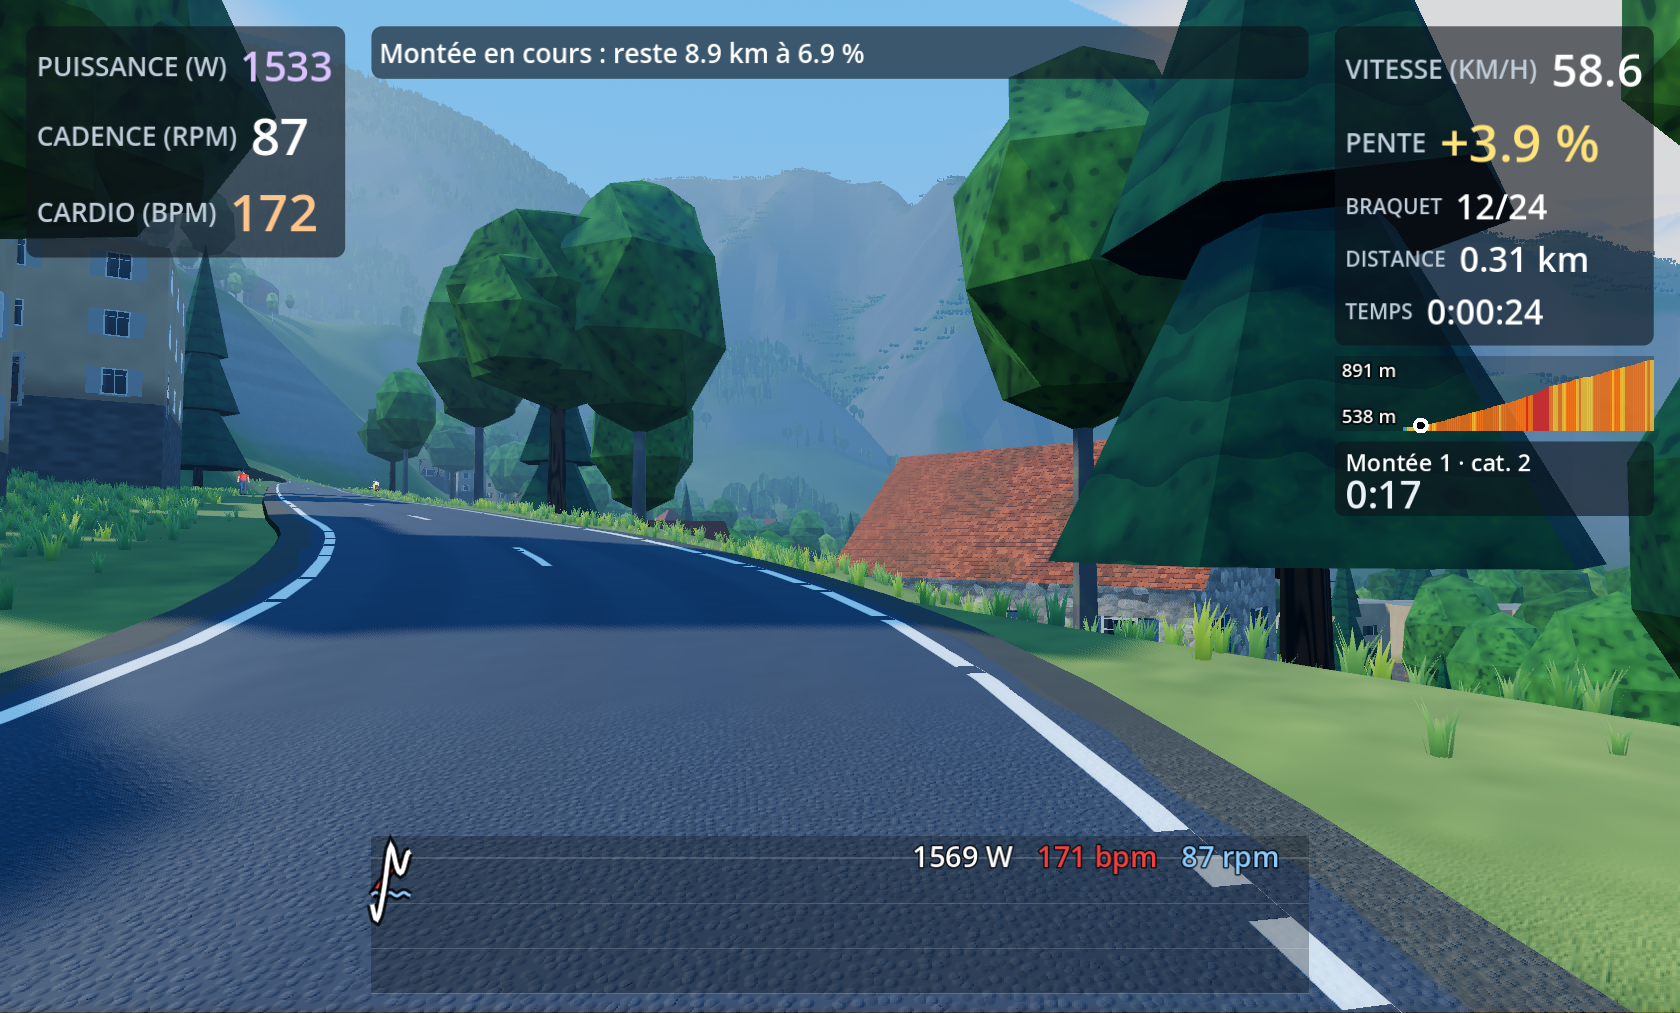 PUISSANCE (W) 1533
CADENCE (RPM) 87
CARDIO (BPM) 172
Montée en cours : reste 8.9 km à 6.9 %
VITESSE (KM/H) 58.6
PENTE +3.9 %
BRAQUET 12/24
DISTANCE 0.31 km
TEMPS 0:00:24
891 m
538 m
Montée 1 · cat. 2
0:17
1569 W 171 bpm 87 rpm